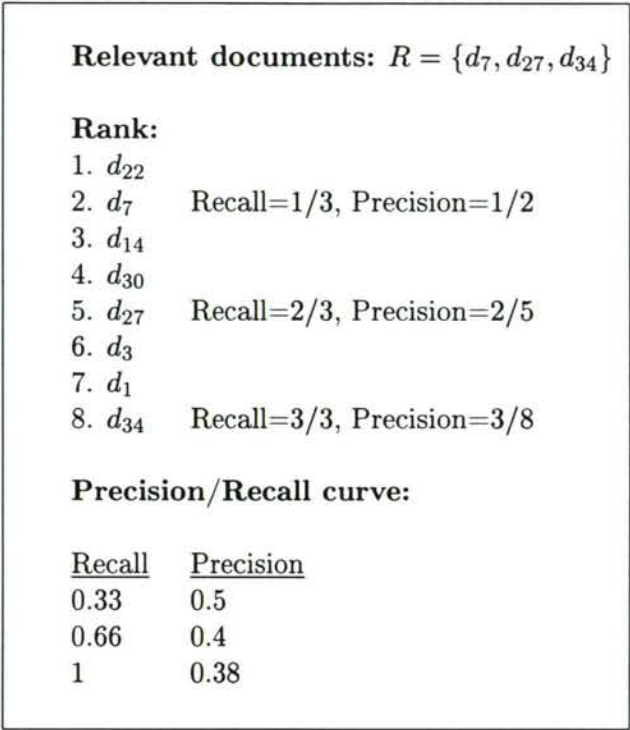 Relevant documents: R = {d7, d27, d34}
Rank:
1. d22
2. d7 Recall=1/3, Precision=1/2
3. d14
4. d30
5. d27 Recall=2/3, Precision=2/5
6. d3
7. d1
8. d34 Recall=3/3, Precision=3/8
Precision/Recall curve:
Recall Precision
0.33 0.5
0.66 0.4
1 0.38